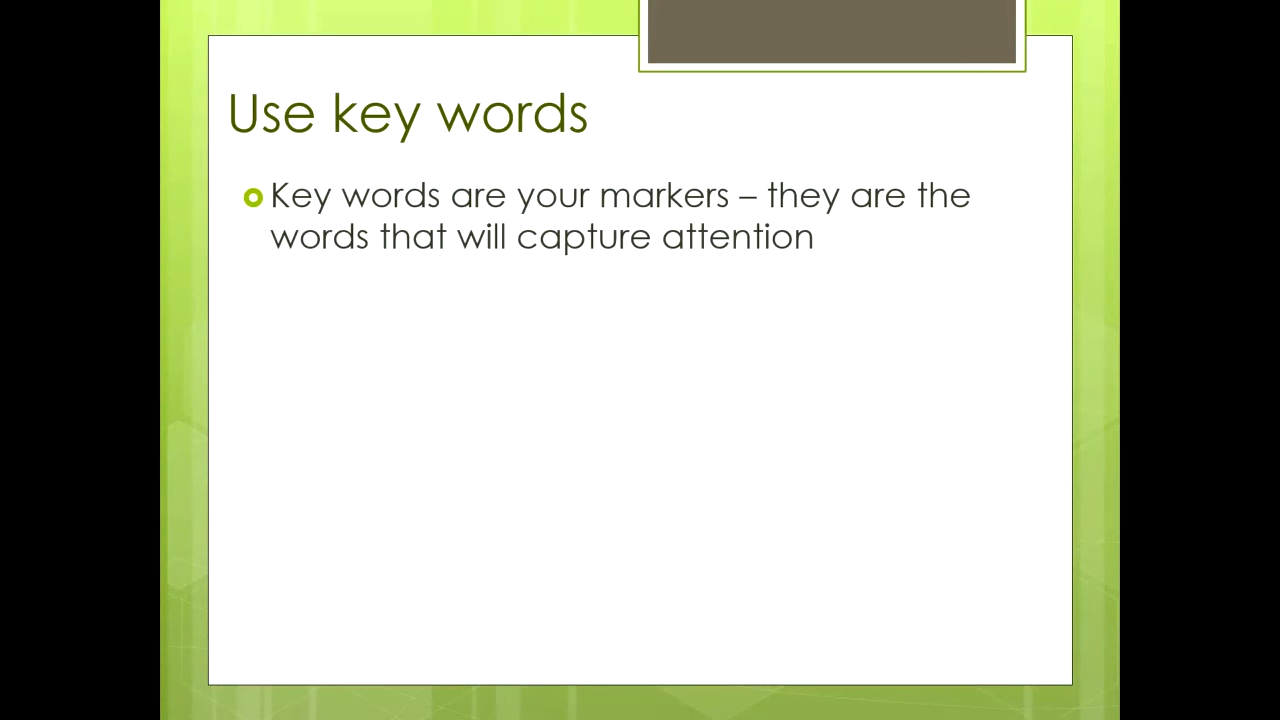 Use key words
Key words are your markers – they are the
words that will capture attention